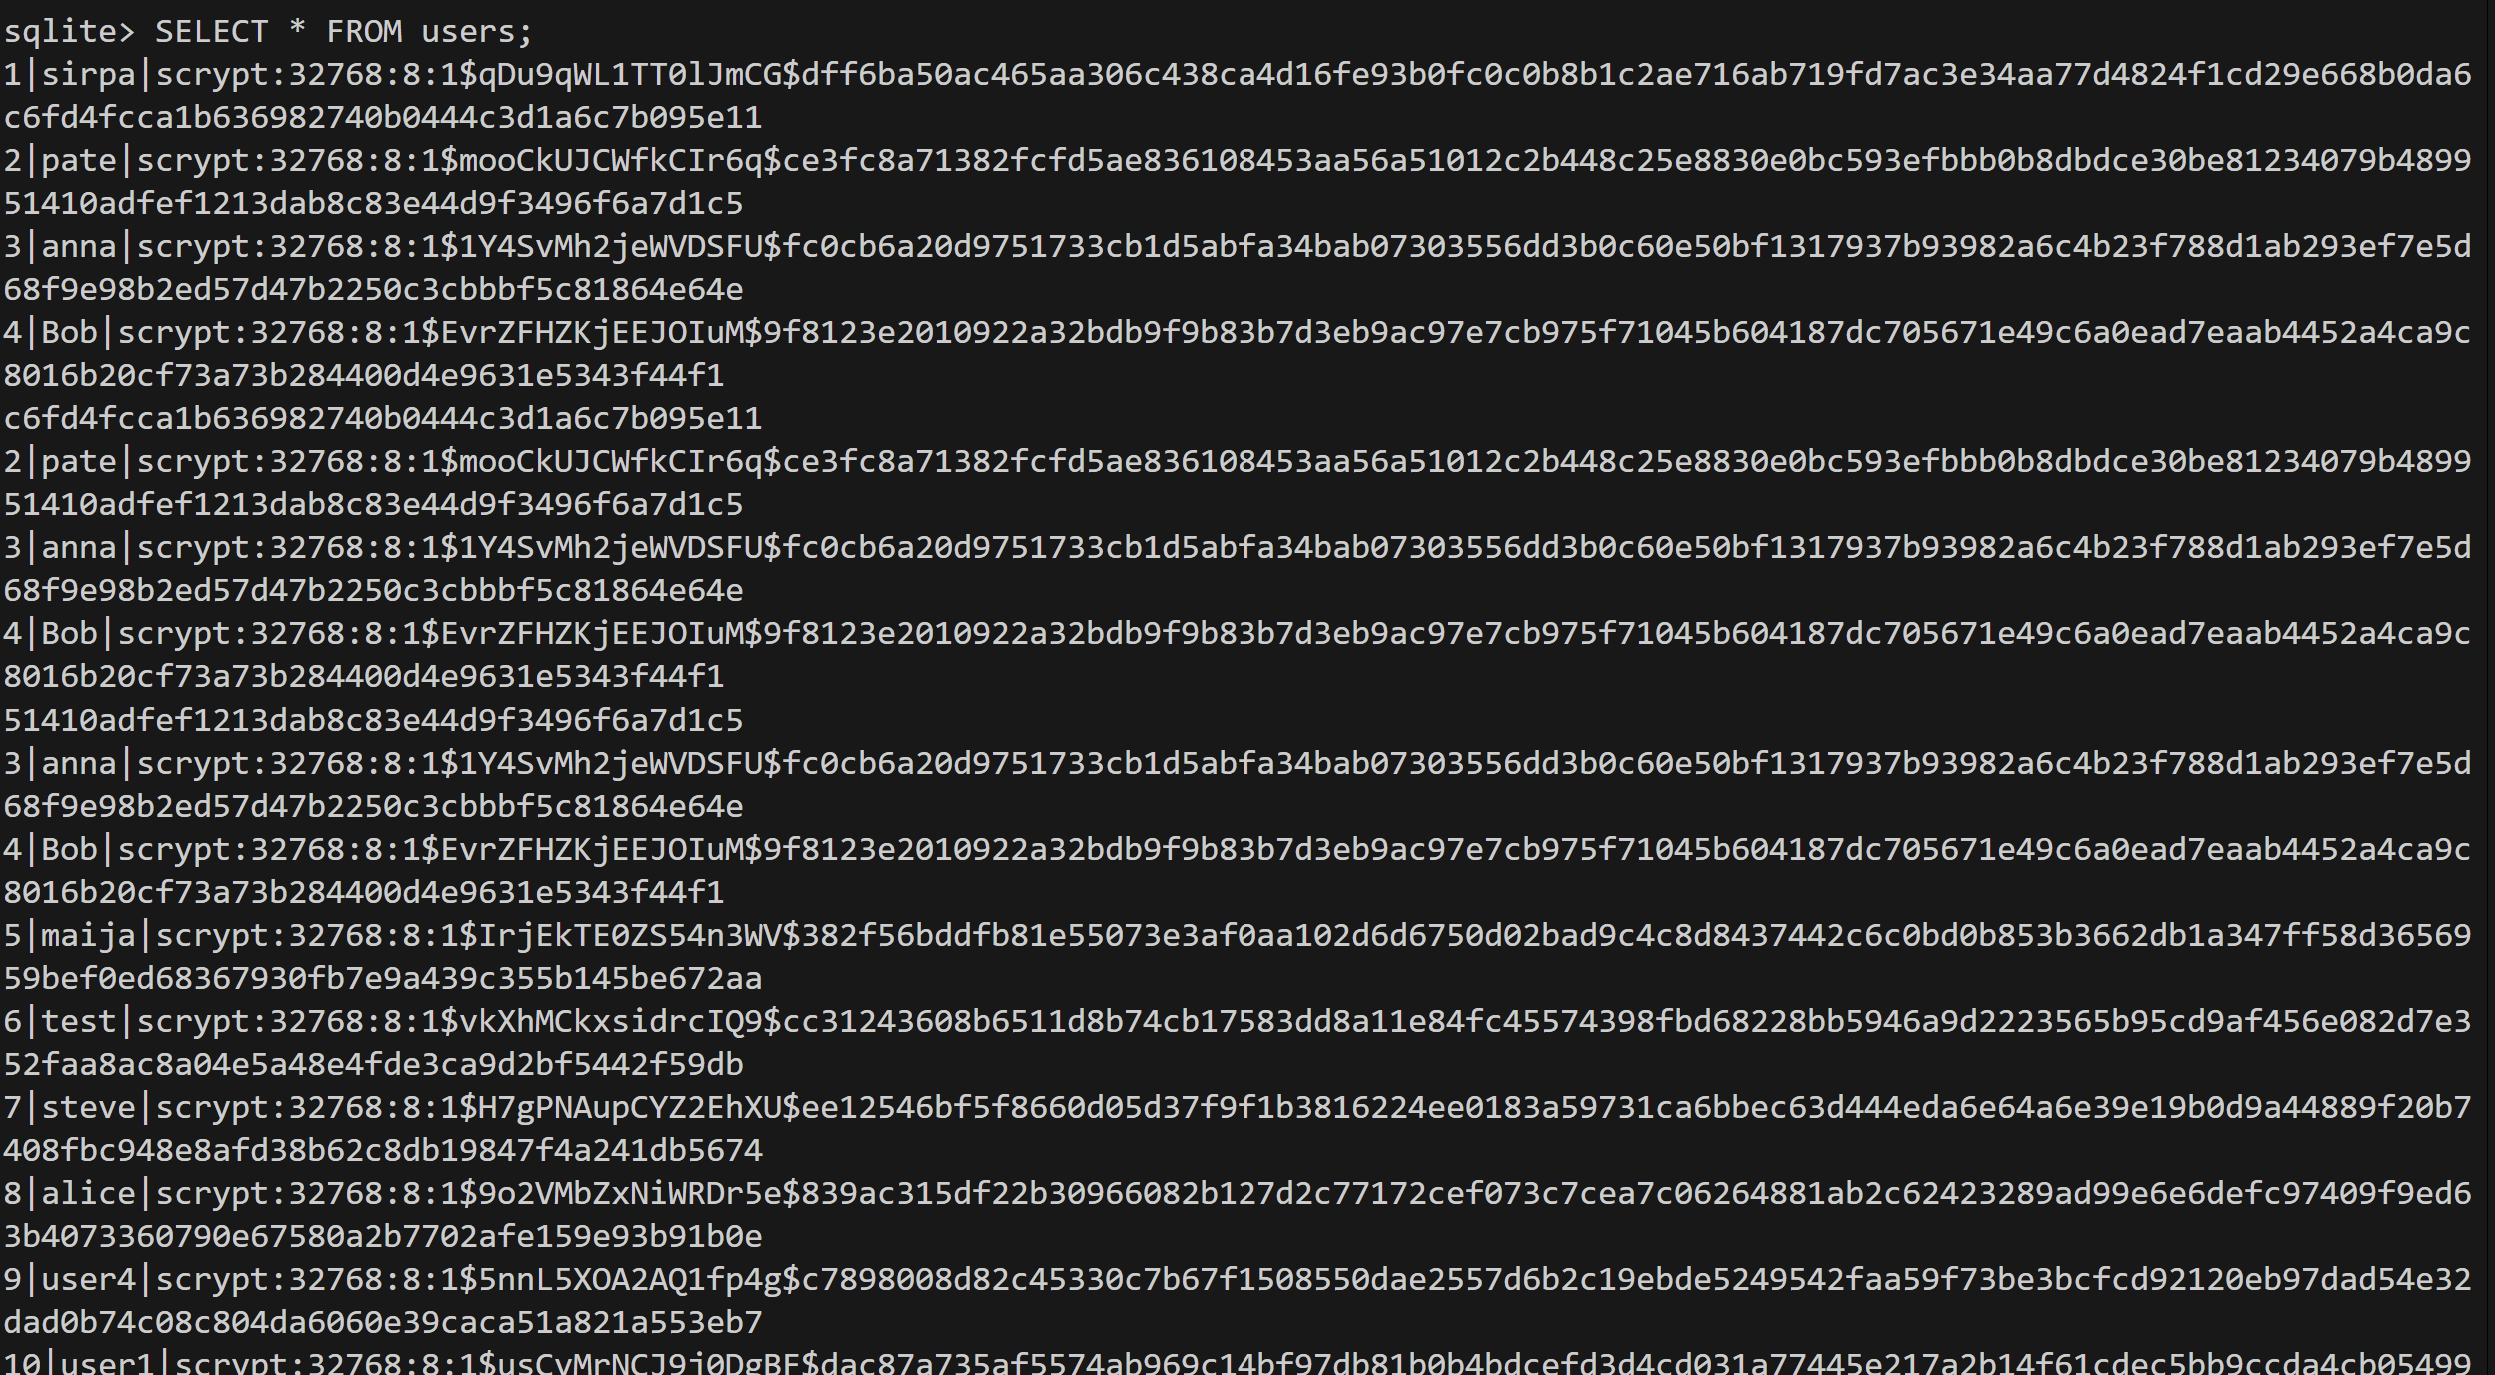 sqlite> SELECT * FROM users;
1|sirpa|scrypt:32768:8:1$qDu9qWL1TT0lJmCG$dff6ba50ac465aa306c438ca4d16fe93b0fc0c0b8b1c2ae716ab719fd7ac3e34aa77d4824f1cd29e668b0da6
c6fd4fcca1b636982740b0444c3d1a6c7b095e11
2|pate|scrypt:32768:8:1$mooCkUJCWfkCIr6q$ce3fc8a71382fcfd5ae836108453aa56a51012c2b448c25e8830e0bc593efbbb0b8dbdce30be81234079b4899
51410adfef1213dab8c83e44d9f3496f6a7d1c5
3|anna|scrypt:32768:8:1$1Y4SvMh2jeWVDSFU$fc0cb6a20d9751733cb1d5abfa34bab07303556dd3b0c60e50bf1317937b93982a6c4b23f788d1ab293ef7e5d
68f9e98b2ed57d47b2250c3cbbbf5c81864e64e
4|Bob|scrypt:32768:8:1$EvrZFHZKjEEJOIuM$9f8123e2010922a32bdb9f9b83b7d3eb9ac97e7cb975f71045b604187dc705671e49c6a0ead7eaab4452a4ca9c
8016b20cf73a73b284400d4e9631e5343f44f1
c6fd4fcca1b636982740b0444c3d1a6c7b095e11
2|pate|scrypt:32768:8:1$mooCkUJCWfkCIr6q$ce3fc8a71382fcfd5ae836108453aa56a51012c2b448c25e8830e0bc593efbbb0b8dbdce30be81234079b4899
51410adfef1213dab8c83e44d9f3496f6a7d1c5
3|anna|scrypt:32768:8:1$1Y4SvMh2jeWVDSFU$fc0cb6a20d9751733cb1d5abfa34bab07303556dd3b0c60e50bf1317937b93982a6c4b23f788d1ab293ef7e5d
68f9e98b2ed57d47b2250c3cbbbf5c81864e64e
4|Bob|scrypt:32768:8:1$EvrZFHZKjEEJOIuM$9f8123e2010922a32bdb9f9b83b7d3eb9ac97e7cb975f71045b604187dc705671e49c6a0ead7eaab4452a4ca9c
8016b20cf73a73b284400d4e9631e5343f44f1
51410adfef1213dab8c83e44d9f3496f6a7d1c5
3|anna|scrypt:32768:8:1$1Y4SvMh2jeWVDSFU$fc0cb6a20d9751733cb1d5abfa34bab07303556dd3b0c60e50bf1317937b93982a6c4b23f788d1ab293ef7e5d
68f9e98b2ed57d47b2250c3cbbbf5c81864e64e
4|Bob|scrypt:32768:8:1$EvrZFHZKjEEJOIuM$9f8123e2010922a32bdb9f9b83b7d3eb9ac97e7cb975f71045b604187dc705671e49c6a0ead7eaab4452a4ca9c
8016b20cf73a73b284400d4e9631e5343f44f1
5|maija|scrypt:32768:8:1$IrjEkTE0ZS54n3WV$382f56bddfb81e55073e3af0aa102d6d6750d02bad9c4c8d8437442c6c0bd0b853b3662db1a347ff58d36569
59bef0ed68367930fb7e9a439c355b145be672aa
6|test|scrypt:32768:8:1$vkXhMCkxsidrcIQ9$cc31243608b6511d8b74cb17583dd8a11e84fc45574398fbd68228bb5946a9d2223565b95cd9af456e082d7e3
52faa8ac8a04e5a48e4fde3ca9d2bf5442f59db
7|steve|scrypt:32768:8:1$H7gPNAupCYZ2EhXU$ee12546bf5f8660d05d37f9f1b3816224ee0183a59731ca6bbec63d444eda6e64a6e39e19b0d9a44889f20b7
408fbc948e8afd38b62c8db19847f4a241db5674
8|alice|scrypt:32768:8:1$9o2VMbZxNiWRDr5e$839ac315df22b30966082b127d2c77172cef073c7cea7c06264881ab2c62423289ad99e6e6defc97409f9ed6
3b4073360790e67580a2b7702afe159e93b91b0e
9|user4|scrypt:32768:8:1$5nnL5XOA2AQ1fp4g$c7898008d82c45330c7b67f1508550dae2557d6b2c19ebde5249542faa59f73be3bcfcd92120eb97dad54e32
dad0b74c08c804da6060e39caca51a821a553eb7
10|user1|scrypt:32768:8:1$usCyMrNCJ9j0DgBF$dac87a735af5574ab969c14bf97db81b0b4bdcefd3d4cd031a77445e217a2b14f61cdec5bb9ccda4cb05499